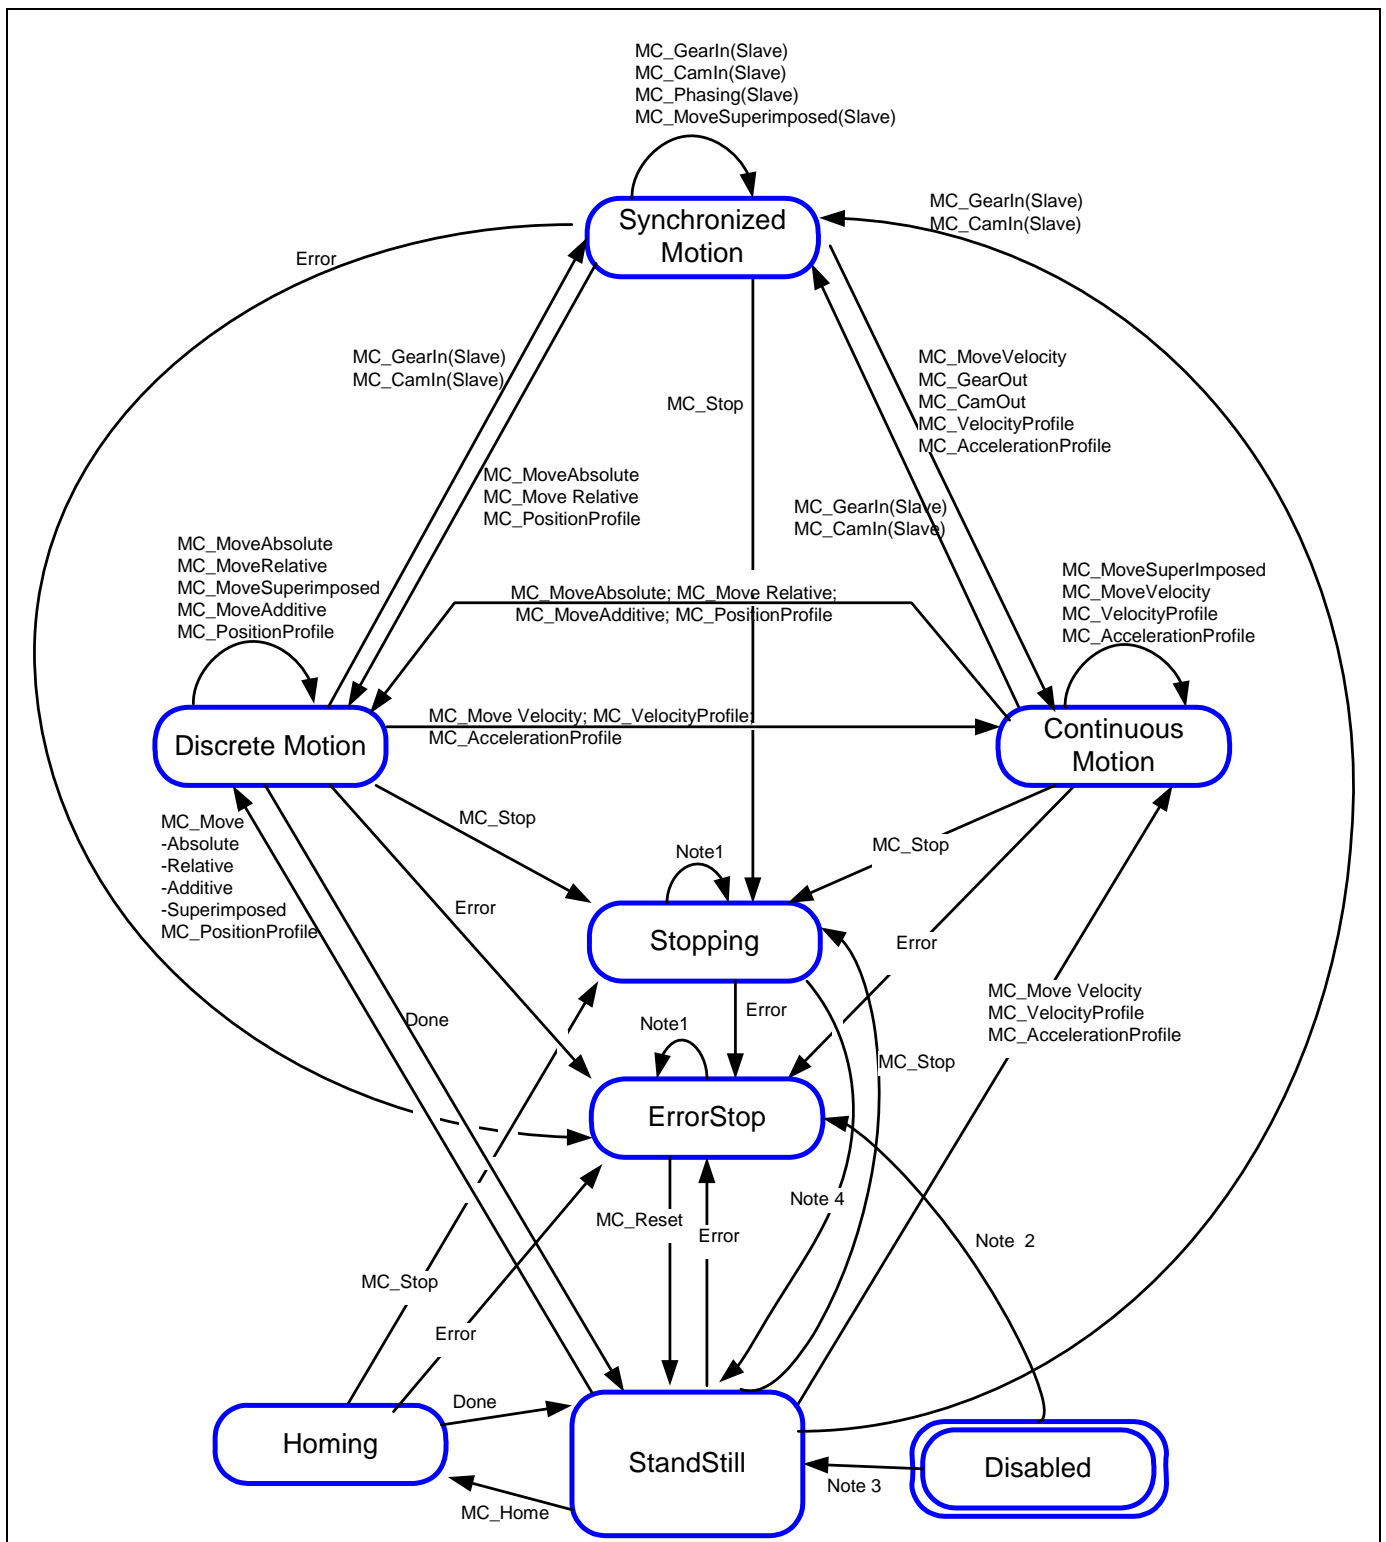 MC_GearIn(Slave)
MC_CamIn(Slave)
MC_Phasing(Slave)
MC_MoveSuperimposed(Slave)
MC_GearIn(Slave)
MC_CamIn(Slave)
Synchronized
Motion
Error
MC_GearIn(Slave)
MC_CamIn(Slave)
MC_MoveVelocity
MC_GearOut
MC_CamOut
MC_VelocityProfile
MC_AccelerationProfile
MC_Stop
MC_MoveAbsolute
MC_Move Relative
MC_PositionProfile
MC_GearIn(Slave)
MC_CamIn(Slave)
MC_MoveAbsolute
MC_MoveRelative
MC_MoveSuperimposed
MC_MoveAdditive
MC_PositionProfile
MC_MoveAbsolute; MC_Move Relative;
MC_MoveAdditive; MC_PositionProfile
MC_MoveSuperImposed
MC_MoveVelocity
MC_VelocityProfile
MC_AccelerationProfile
Discrete Motion
MC_Move Velocity; MC_VelocityProfile;
MC_AccelerationProfile
Continuous
Motion
MC_Move
-Absolute
-Relative
-Additive
-Superimposed
MC_PositionProfile
MC_Stop
Note1
MC_Stop
Error
Stopping
Error
Done
Note1
Error
MC_Move Velocity
MC_VelocityProfile
MC_AccelerationProfile
MC_Stop
ErrorStop
MC_Reset
Error
Note 4
Note 2
MC_Stop
Error
Done
Homing
StandStill
Disabled
Note 3
MC_Home